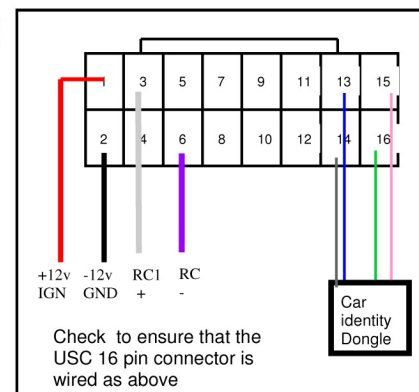 1 3 5 7 9 11 13 15
2 4 6 8 10 12 14 16
+12v -12v RC1 RC
IGN GND + -
Car
identity
Dongle
Check to ensure that the
USC 16 pin connector is
wired as above